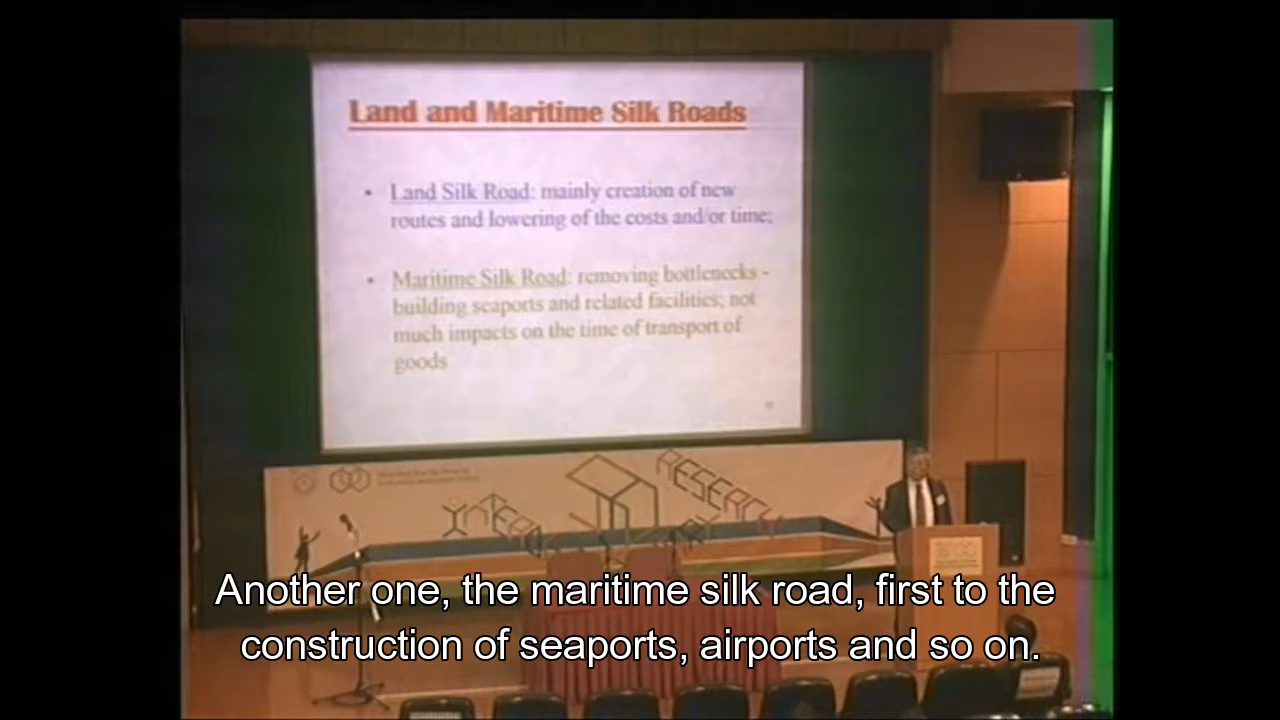 Land and Maritime Silk Roads
• Land Silk Road: mainly creation of new
routes and lowering of the costs and/or time;
• Maritime Silk Road: removing bottlenecks -
building seaports and related facilities; not
much impacts on the time of transport of
goods
RESERCH
Another one, the maritime silk road, first to the
construction of seaports, airports and so on.